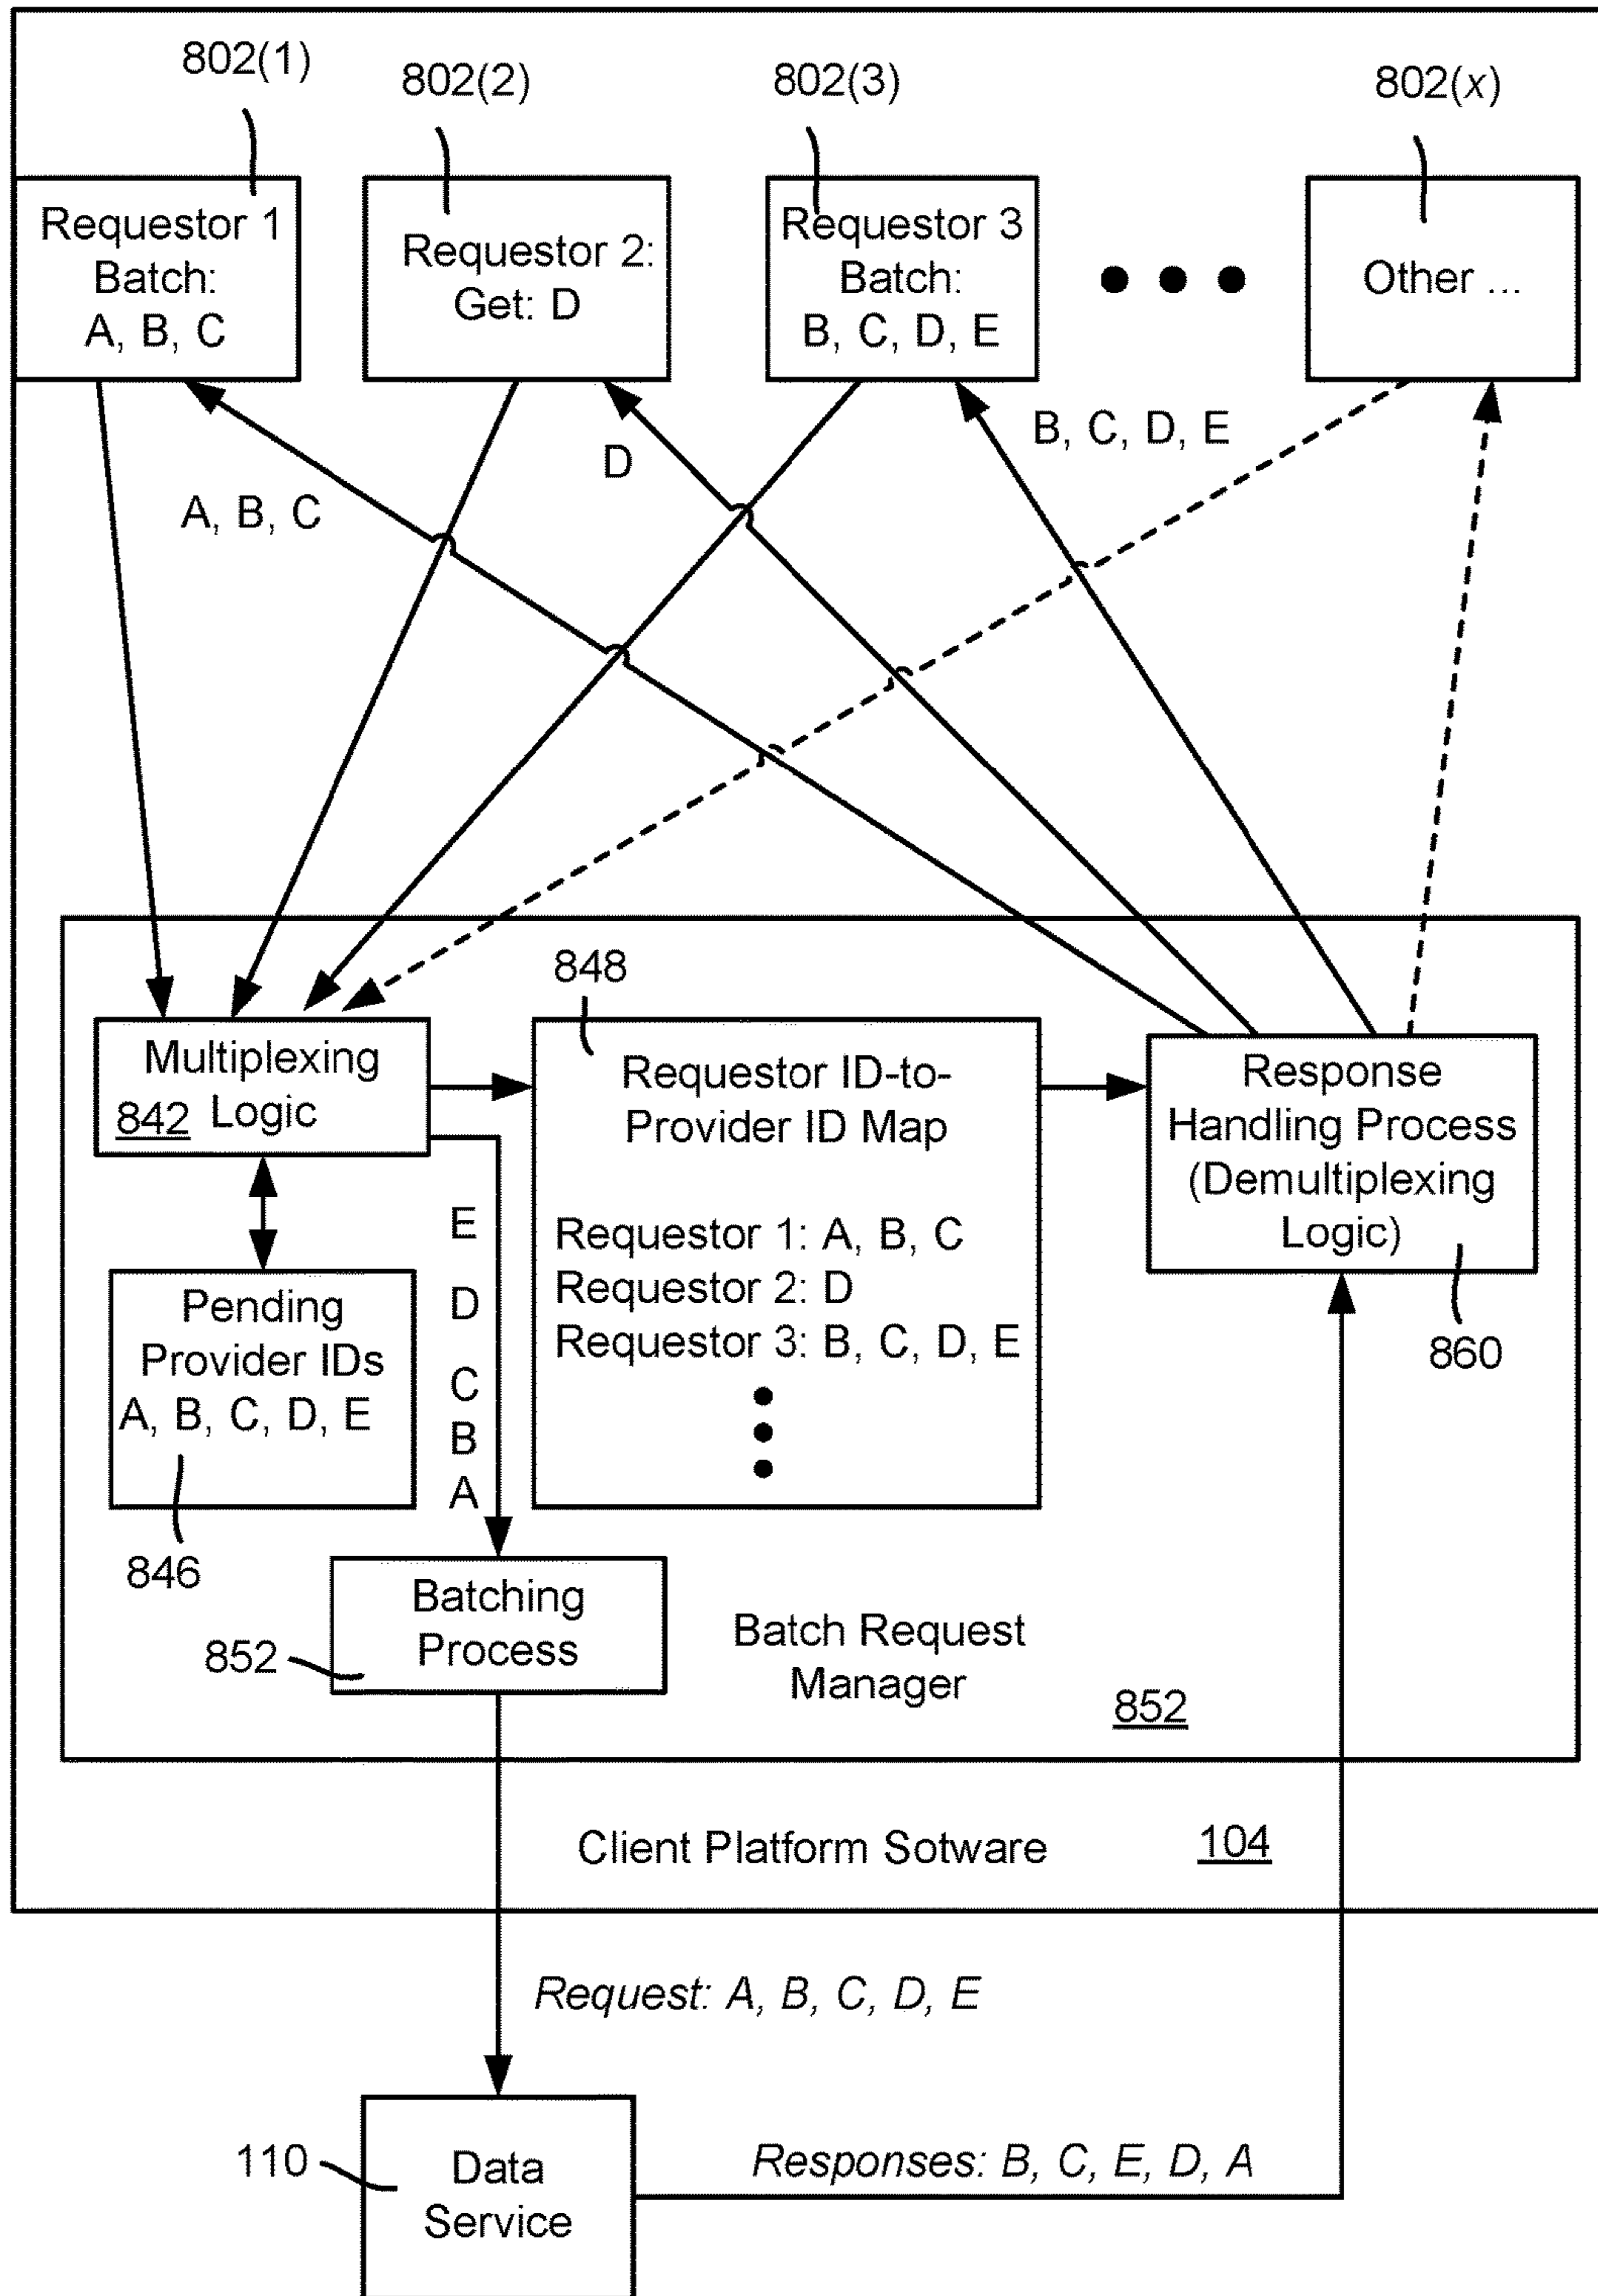 802(1)
802(2)
802(3)
802(x)
Requestor 1
Batch:
A, B, C
Requestor 2:
Get: D
Requestor 3
Batch:
B, C, D, E
Other ...
A, B, C
D
B, C, D, E
848
Multiplexing
842 Logic
Requestor ID-to-
Provider ID Map
Requestor 1: A, B, C
Requestor 2: D
Requestor 3: B, C, D, E
Response
Handling Process
(Demultiplexing
Logic)
860
Pending
Provider IDs
A, B, C, D, E
846
E
D
C
B
A
Batching
Process
852
Batch Request
Manager
852
Client Platform Sotware
104
Request: A, B, C, D, E
110
Data
Service
Responses: B, C, E, D, A